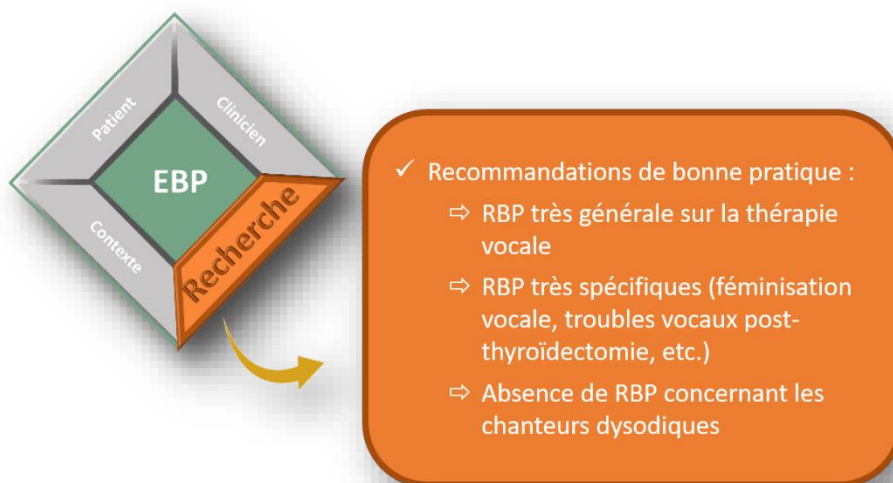 Patient
Clinicien
EBP
Contexte
Recherche
✓ Recommandations de bonne pratique :
⇨ RBP très générale sur la thérapie
vocale
⇨ RBP très spécifiques (féminisation
vocale, troubles vocaux post-
thyroïdectomie, etc.)
⇨ Absence de RBP concernant les
chanteurs dysodiques